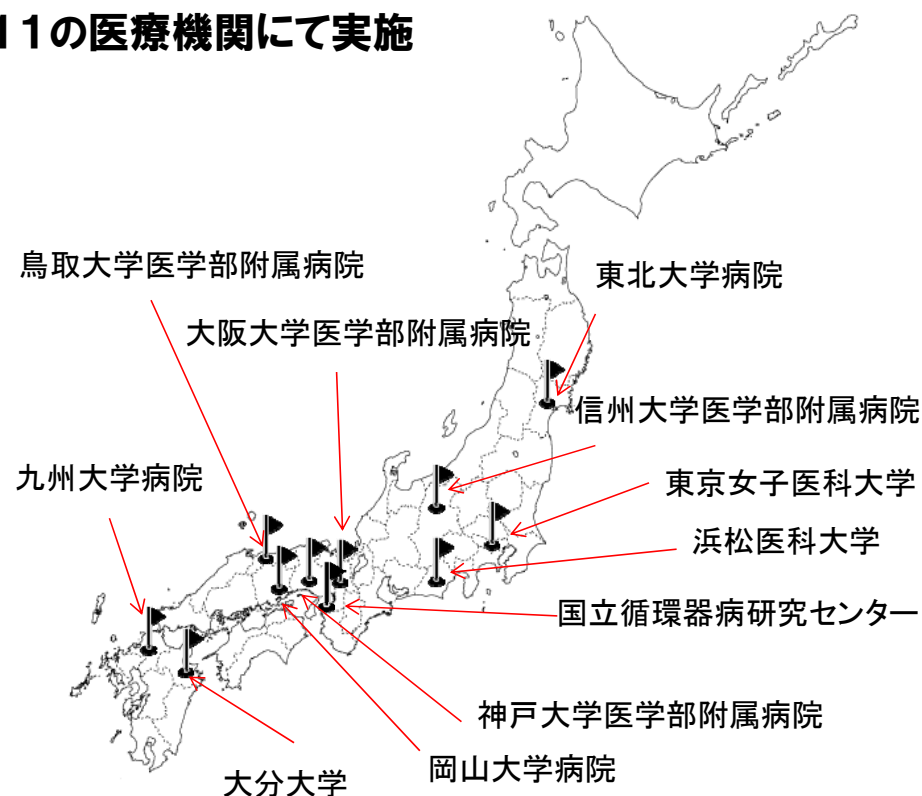 11の医療機関にて実施
鳥取大学医学部附属病院
東北大学病院
大阪大学医学部附属病院
信州大学医学部附属病院
九州大学病院
東京女子医科大学
浜松医科大学
国立循環器病研究センター
神戸大学医学部附属病院
岡山大学病院
大分大学